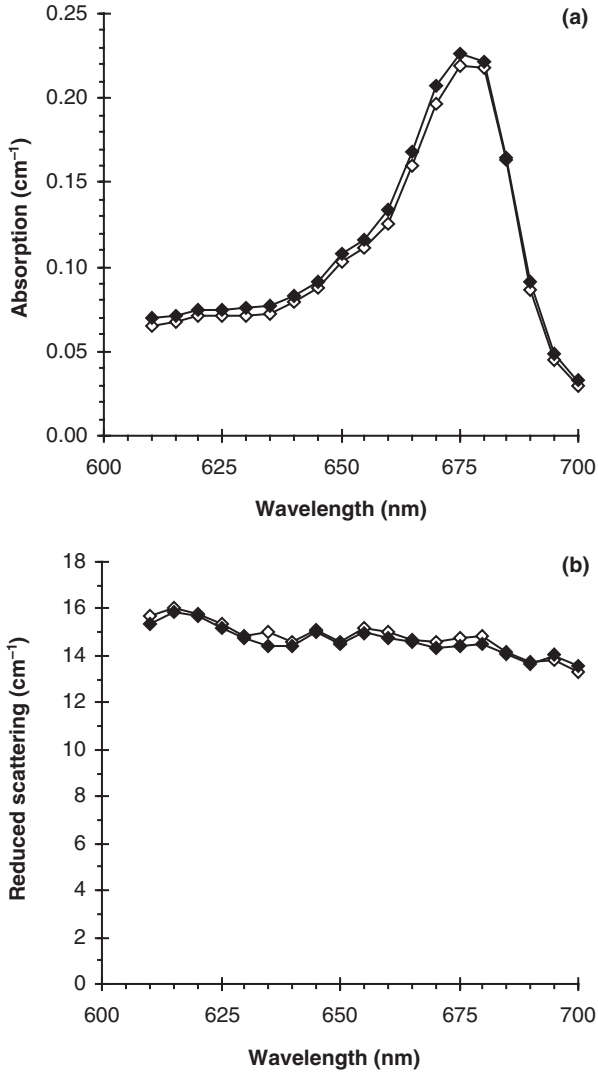 (a)
0.25
0.20
0.15
0.10
0.05
0.00
Absorption (cm⁻¹)
600 625 650 675 700
Wavelength (nm)
(b)
18
16
14
12
10
8
6
4
2
0
Reduced scattering (cm⁻¹)
600 625 650 675 700
Wavelength (nm)